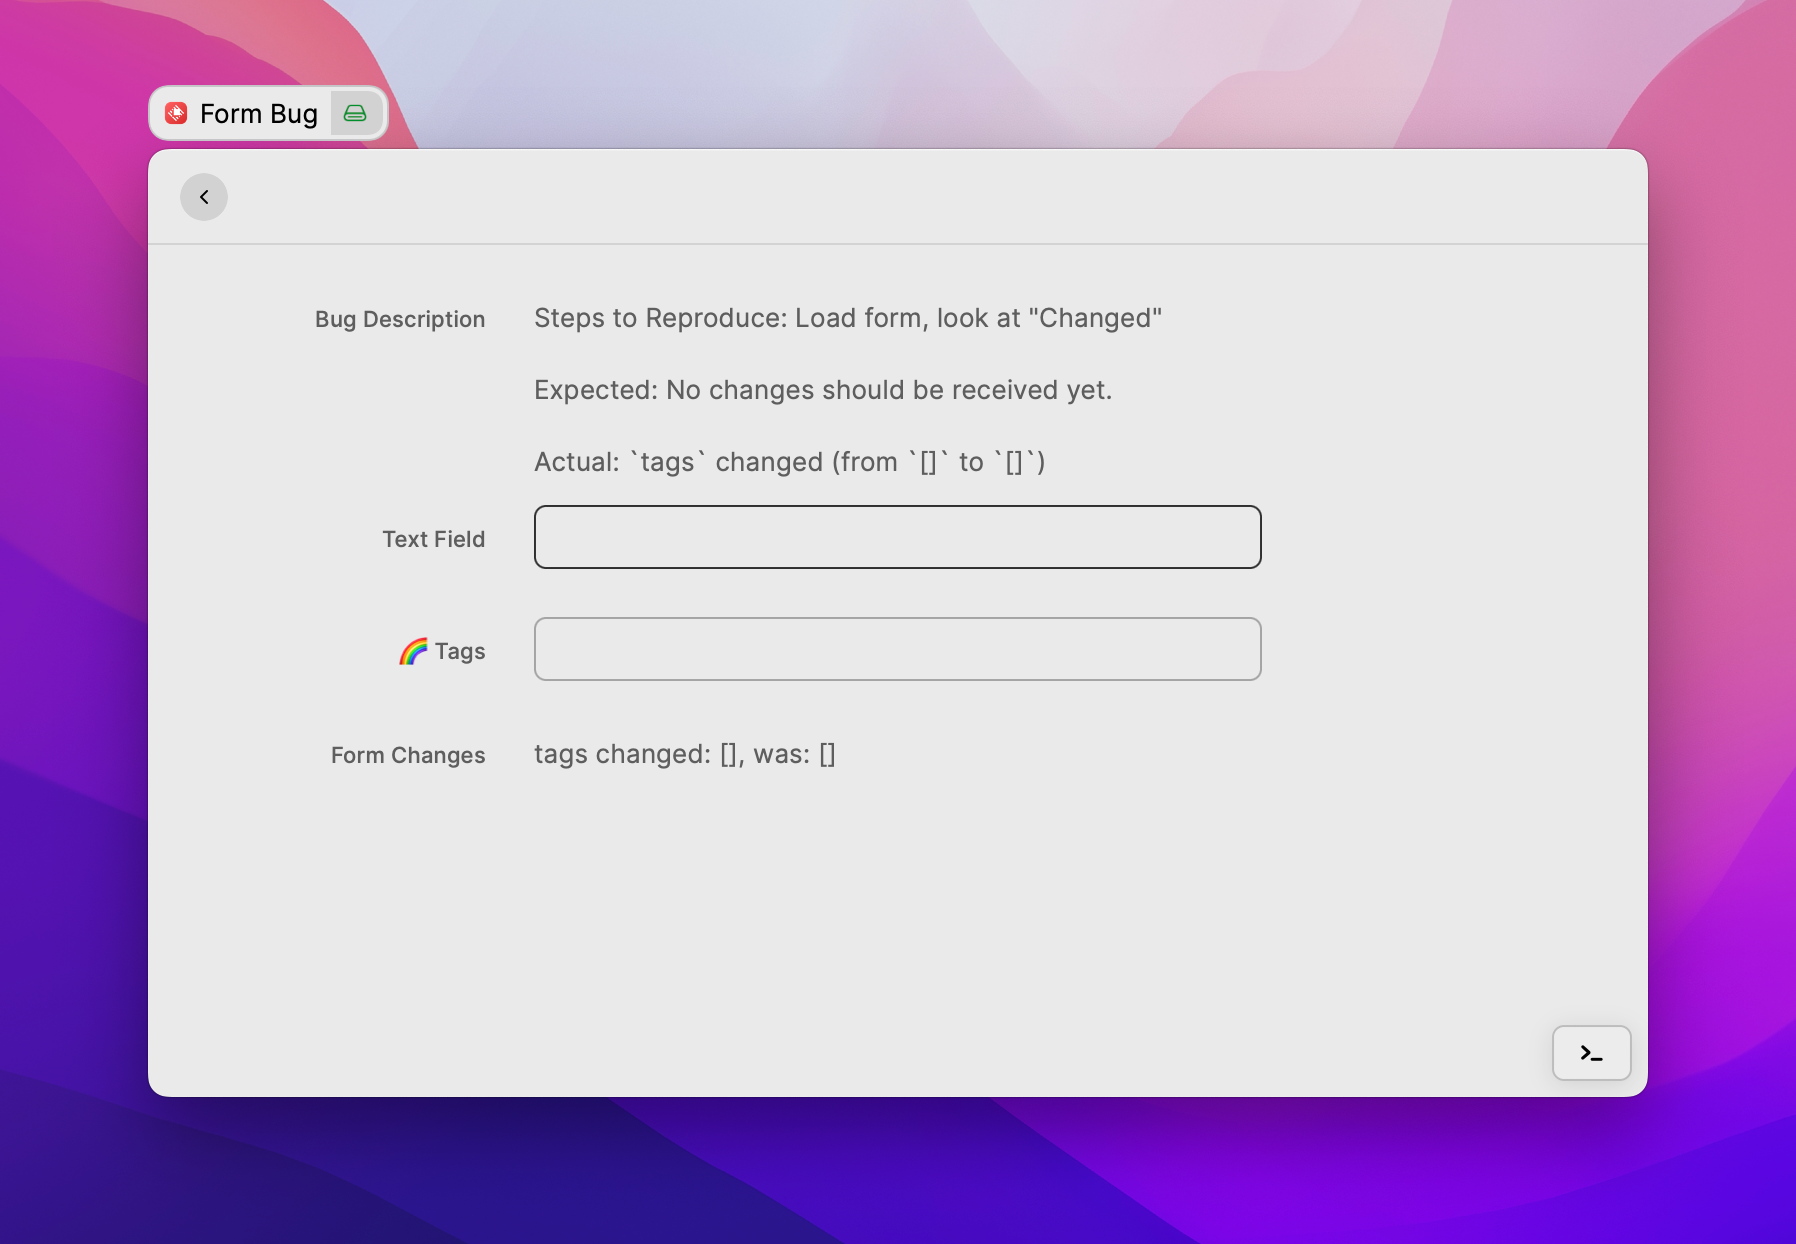 Form Bug
Bug Description
Steps to Reproduce: Load form, look at "Changed"
Expected: No changes should be received yet.
Actual: `tags` changed (from `[]` to `[]`)
Text Field
🌈 Tags
Form Changes
tags changed: [], was: []